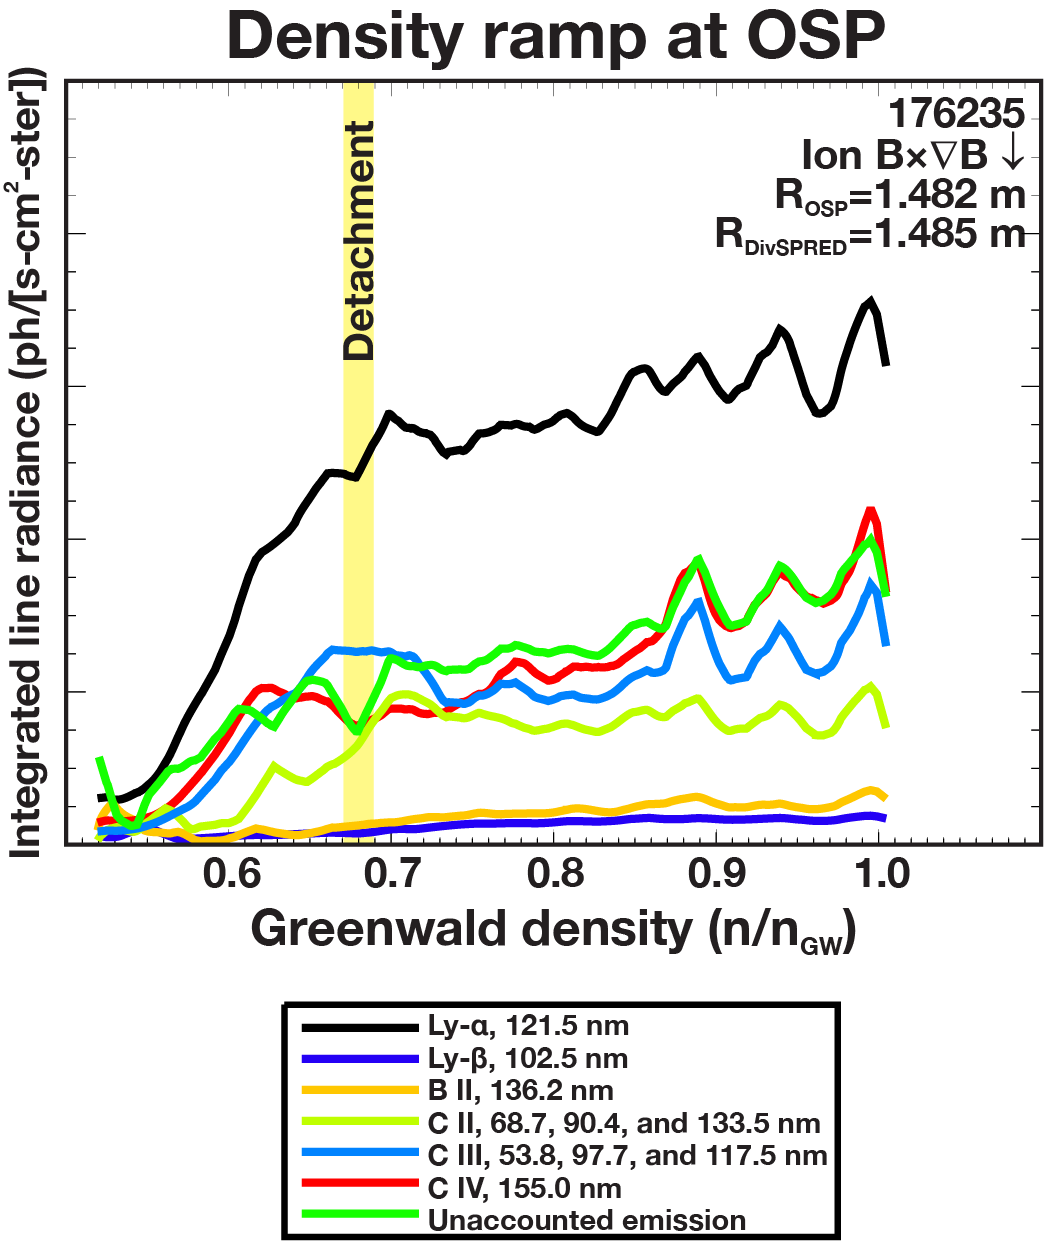 Density ramp at OSP
Integrated line radiance (ph/[s-cm²-ster])
Detachment
176235
Ion B×∇B ↓
R_OSP=1.482 m
R_DivSPRED=1.485 m
0.6 0.7 0.8 0.9 1.0
Greenwald density (n/n_GW)
Ly-α, 121.5 nm
Ly-β, 102.5 nm
B II, 136.2 nm
C II, 68.7, 90.4, and 133.5 nm
C III, 53.8, 97.7, and 117.5 nm
C IV, 155.0 nm
Unaccounted emission